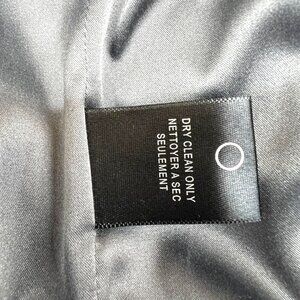 DRY CLEAN ONLY
NETTOYER A SEC
SEULEMENT